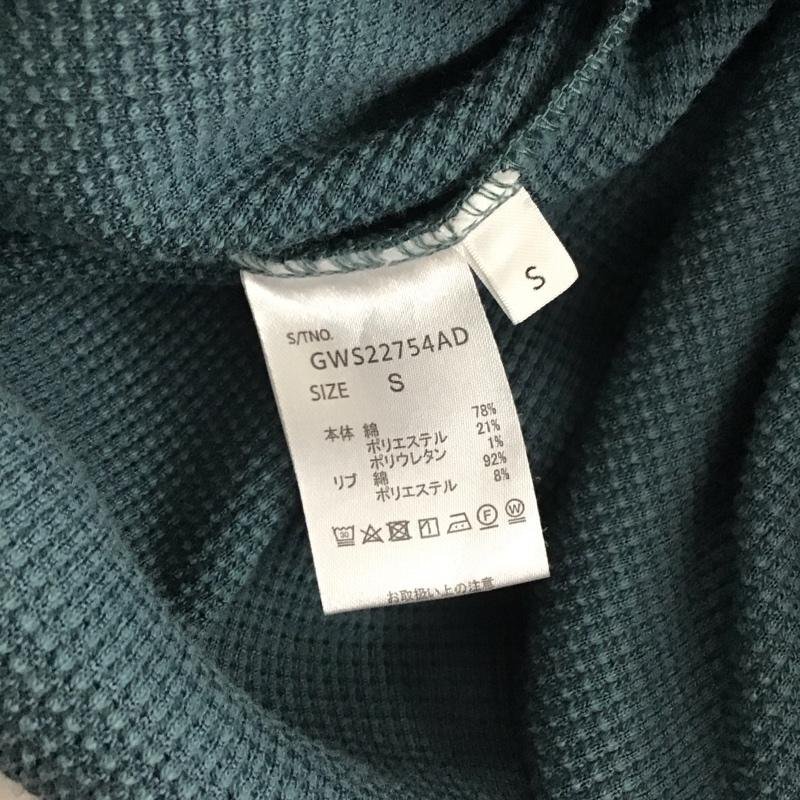 S
S/TNO.
GWS22754AD
SIZE S
本体 綿 78%
ポリエステル 21%
ポリウレタン 1%
リブ 綿 92%
ポリエステル 8%
30 F W
お取扱い上の注意